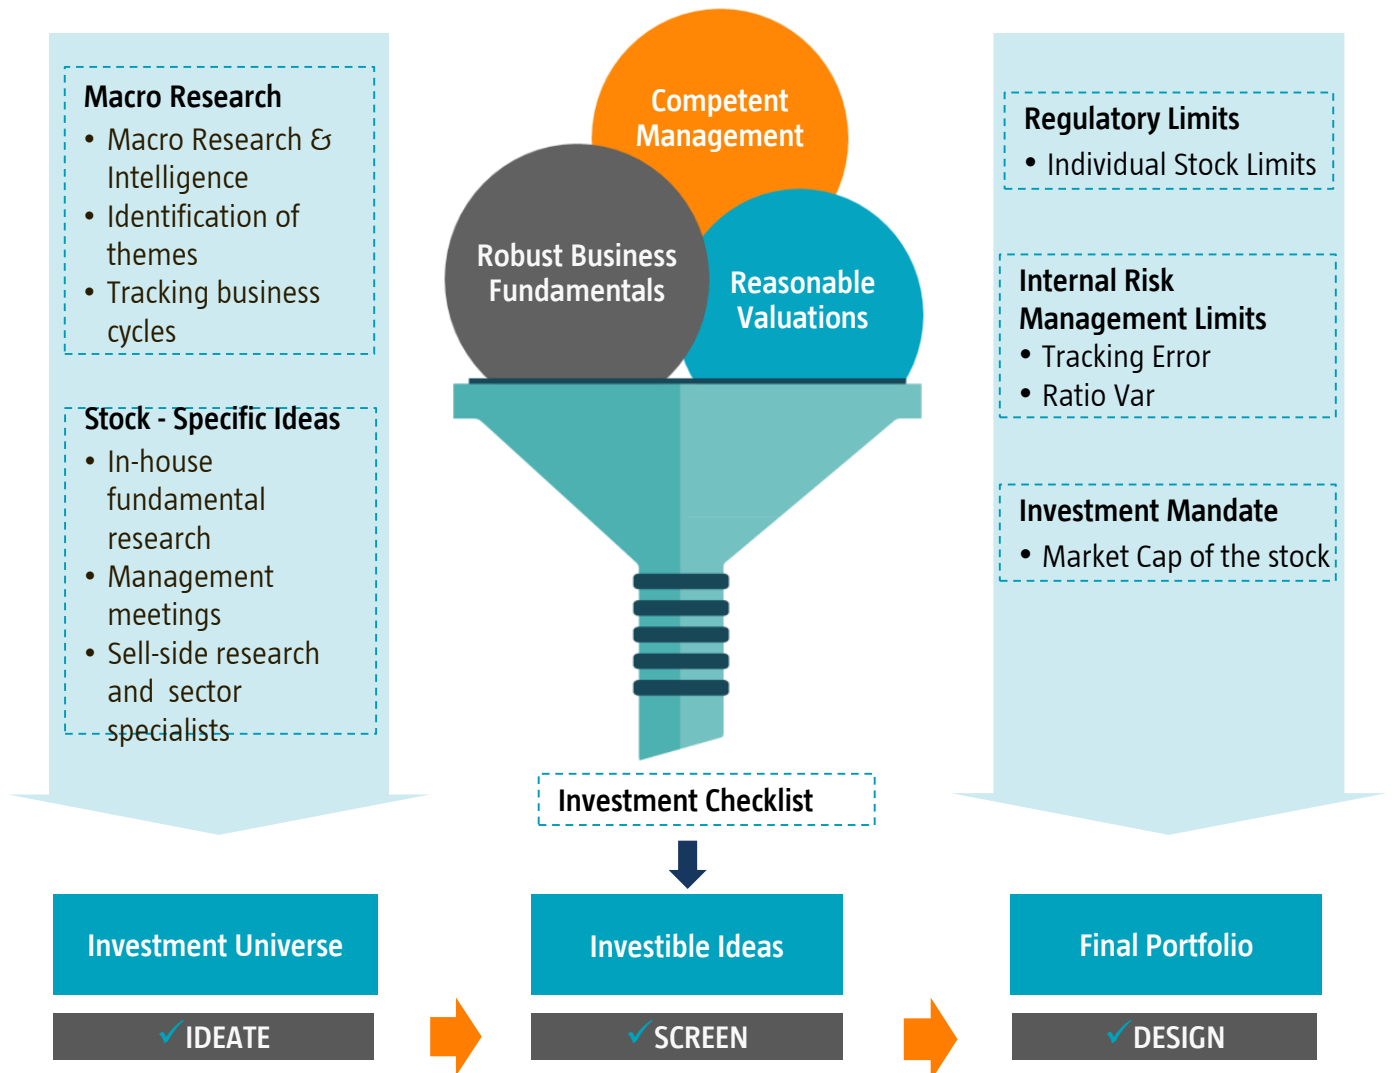 Macro Research
• Macro Research &
Intelligence
• Identification of
themes
• Tracking business
cycles
Stock - Specific Ideas
• In-house
fundamental
research
• Management
meetings
• Sell-side research
and sector
specialists
Competent
Management
Robust Business
Fundamentals
Reasonable
Valuations
Investment Checklist
Regulatory Limits
• Individual Stock Limits
Internal Risk
Management Limits
• Tracking Error
• Ratio Var
Investment Mandate
• Market Cap of the stock
Investment Universe
Investible Ideas
Final Portfolio
✓IDEATE
✓SCREEN
✓DESIGN